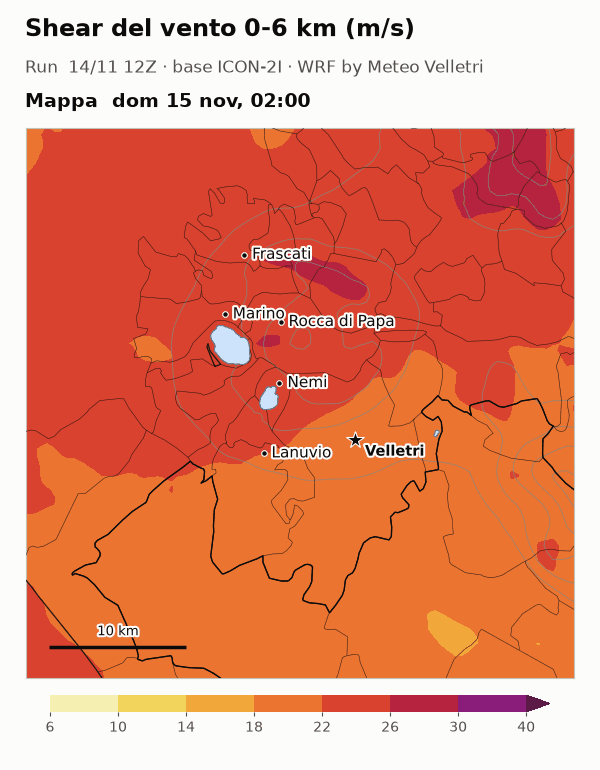 Shear del vento 0-6 km (m/s)
Run  14/11 12Z · base ICON-2I · WRF by Meteo Velletri
Mappa  dom 15 nov, 02:00
Frascati
Marino
Rocca di Papa
Nemi
Velletri
Lanuvio
10 km
6 10 14 18 22 26 30 40